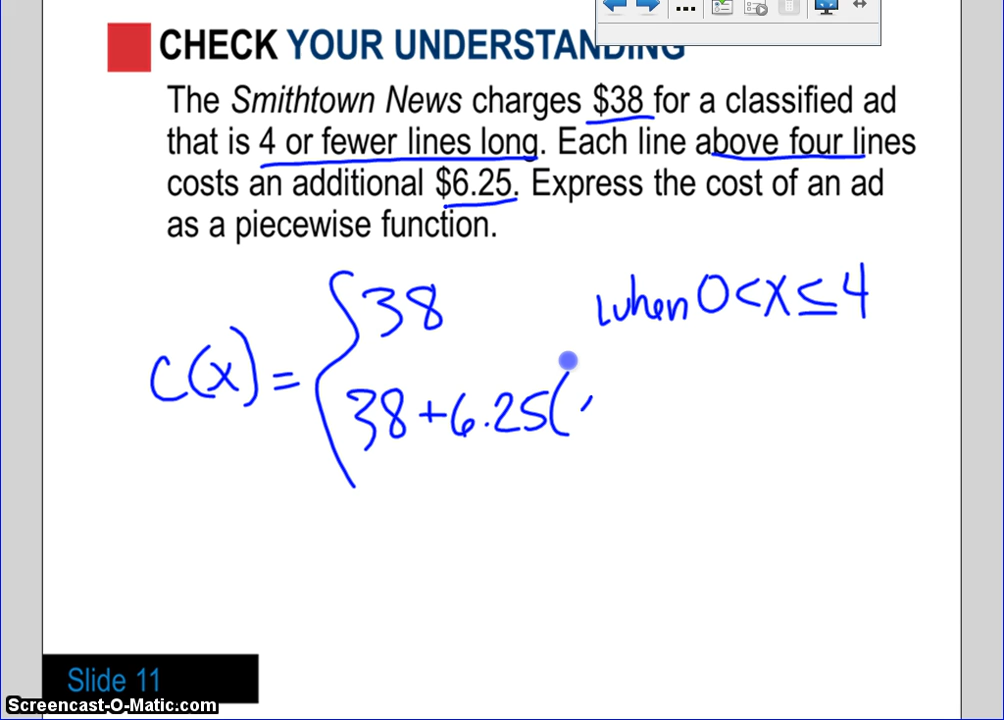 CHECK YOUR UNDERSTANDING
The Smithtown News charges $38 for a classified ad
that is 4 or fewer lines long. Each line above four lines
costs an additional $6.25. Express the cost of an ad
as a piecewise function.
38 when 0<x≤4
c(x) =
38+6.25(
Slide 11
Screencast-O-Matic.com